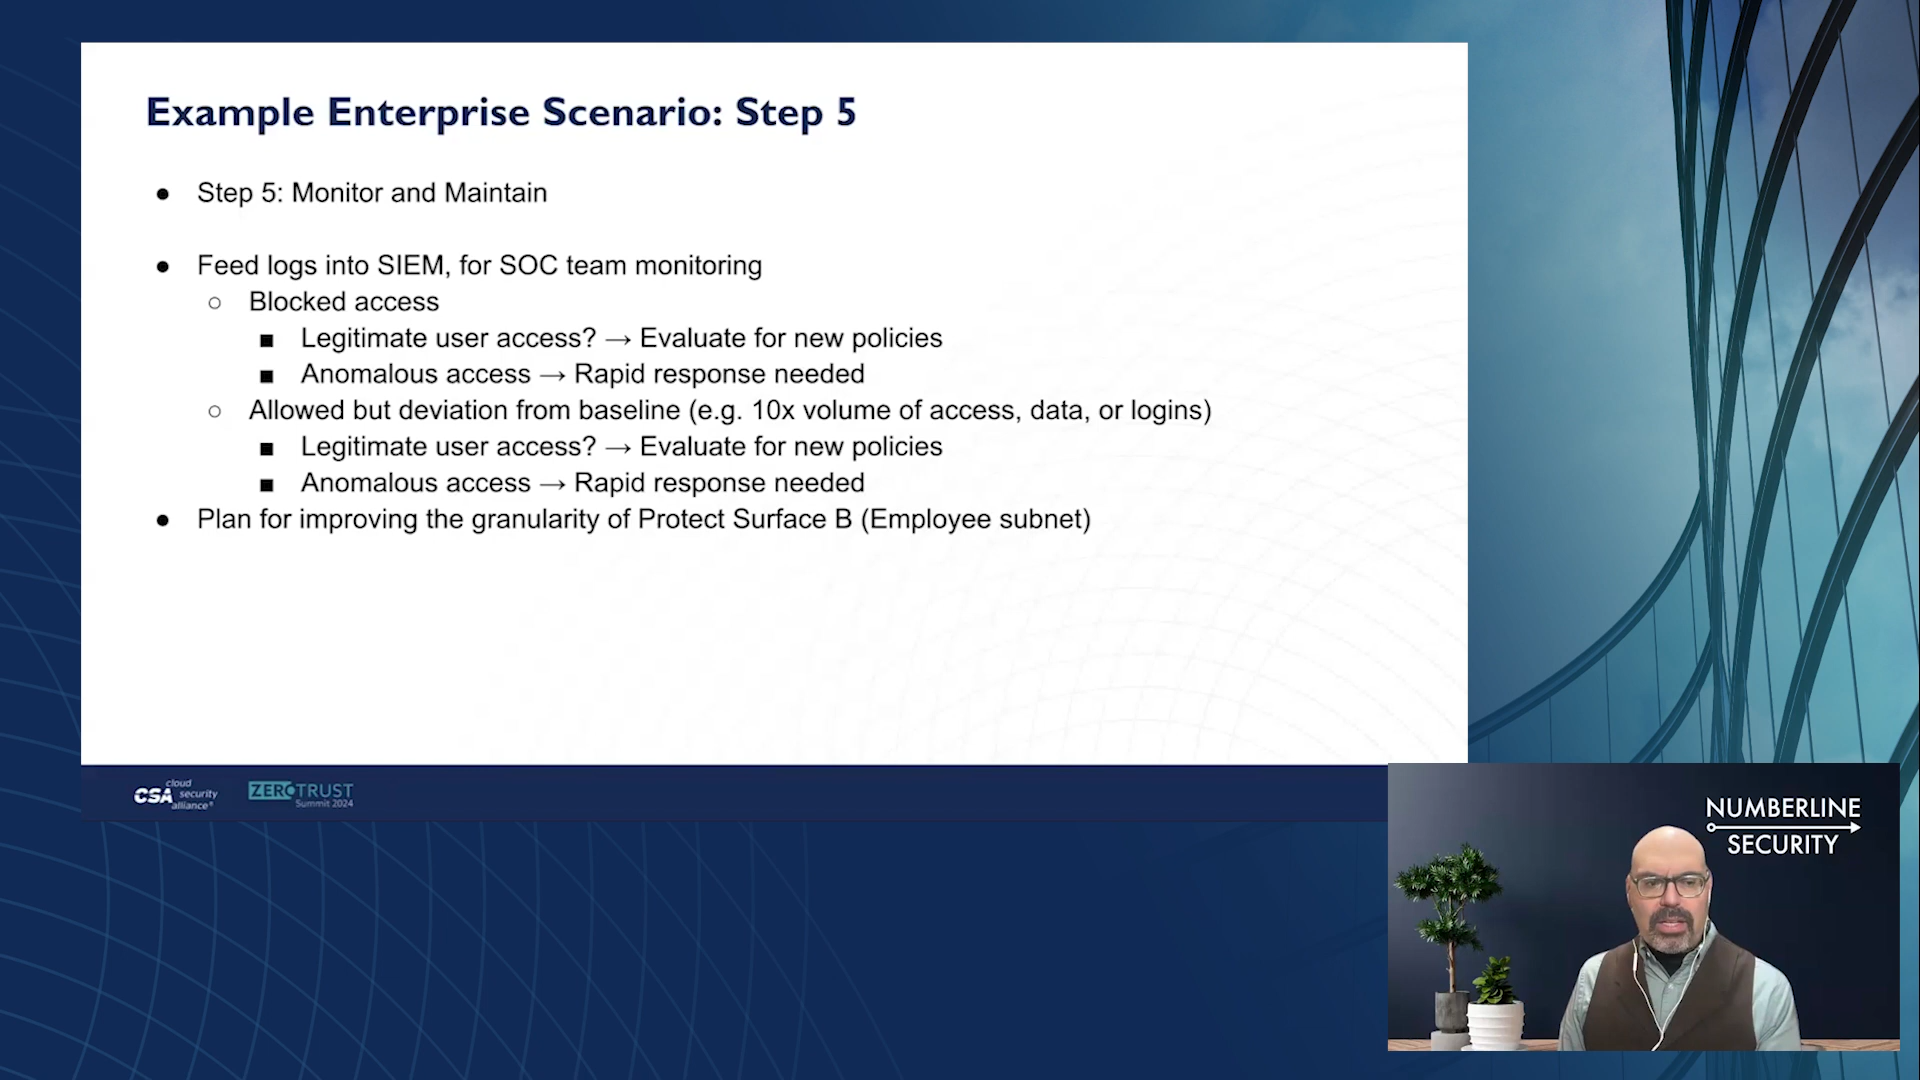 Example Enterprise Scenario: Step 5
● Step 5: Monitor and Maintain
● Feed logs into SIEM, for SOC team monitoring
○ Blocked access
■ Legitimate user access? → Evaluate for new policies
■ Anomalous access → Rapid response needed
○ Allowed but deviation from baseline (e.g. 10x volume of access, data, or logins)
■ Legitimate user access? → Evaluate for new policies
■ Anomalous access → Rapid response needed
● Plan for improving the granularity of Protect Surface B (Employee subnet)
CSA cloud security alliance®
ZEROTRUST
Summit 2024
NUMBERLINE
SECURITY